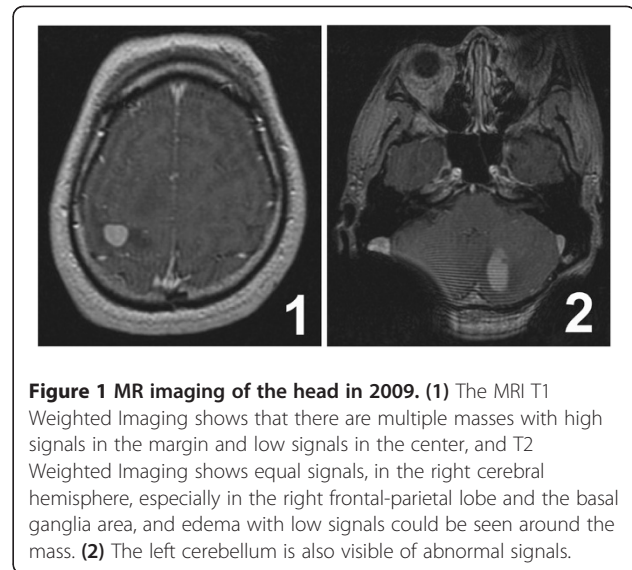 1
2
Figure 1 MR imaging of the head in 2009. (1) The MRI T1
Weighted Imaging shows that there are multiple masses with high
signals in the margin and low signals in the center, and T2
Weighted Imaging shows equal signals, in the right cerebral
hemisphere, especially in the right frontal-parietal lobe and the basal
ganglia area, and edema with low signals could be seen around the
mass. (2) The left cerebellum is also visible of abnormal signals.